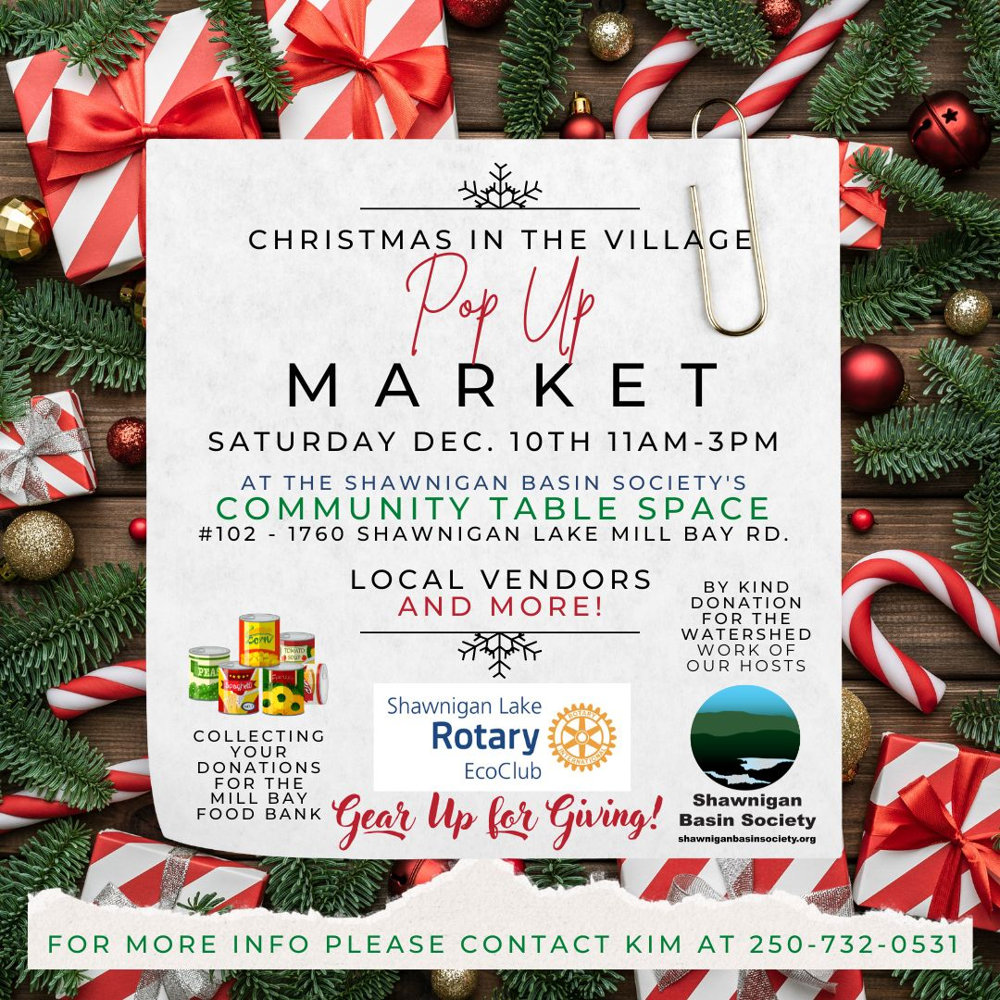 CHRISTMAS IN THE VILLAGE
Pop Up
MARKET
SATURDAY DEC. 10TH 11AM-3PM
AT THE SHAWNIGAN BASIN SOCIETY'S
COMMUNITY TABLE SPACE
#102 - 1760 SHAWNIGAN LAKE MILL BAY RD.
LOCAL VENDORS
AND MORE!
BY KIND
DONATION
FOR THE
WATERSHED
WORK OF
OUR HOSTS
Corn
PEAS
TOMATO
SOUP
Spaghetti
COLLECTING
YOUR
DONATIONS
FOR THE
MILL BAY
FOOD BANK
Shawnigan Lake
Rotary
EcoClub
ROTARY
INTERNATIONAL
Gear Up for Giving!
Shawnigan
Basin Society
shawniganbasinsociety.org
FOR MORE INFO PLEASE CONTACT KIM AT 250-732-0531